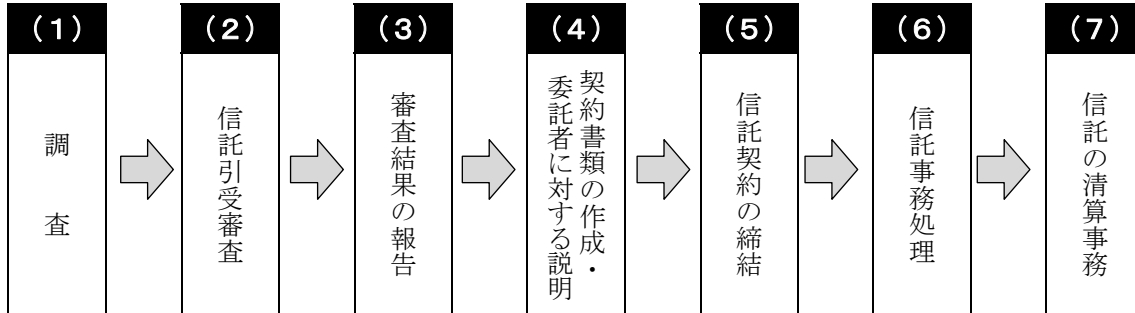 （１）
調査
（２）
信託引受審査
（３）
審査結果の報告
（４）
契約書類の作成・
委託者に対する説明
（５）
信託契約の締結
（６）
信託事務処理
（７）
信託の清算事務